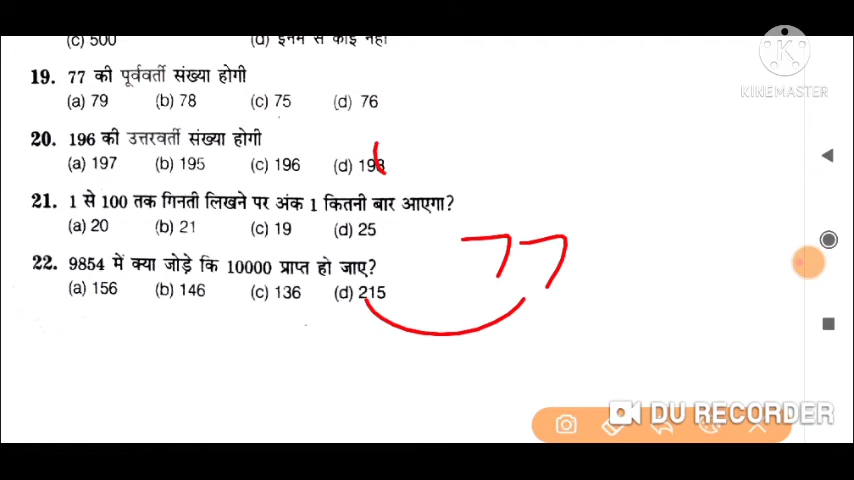 (c) 500 (d) इनमें से कोई नहीं
19. 77 की पूर्ववर्ती संख्या होगी
(a) 79 (b) 78 (c) 75 (d) 76
20. 196 की उत्तरवर्ती संख्या होगी
(a) 197 (b) 195 (c) 196 (d) 198
21. 1 से 100 तक गिनती लिखने पर अंक 1 कितनी बार आएगा?
(a) 20 (b) 21 (c) 19 (d) 25
22. 9854 में क्या जोड़े कि 10000 प्राप्त हो जाए?
(a) 156 (b) 146 (c) 136 (d) 215
77
K
KINEMASTER
DU RECORDER